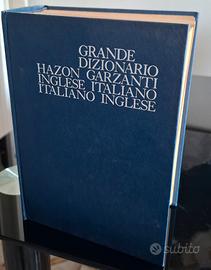 GRANDE
DIZIONARIO
HAZON GARZANTI
INGLESE ITALIANO
ITALIANO INGLESE
subito